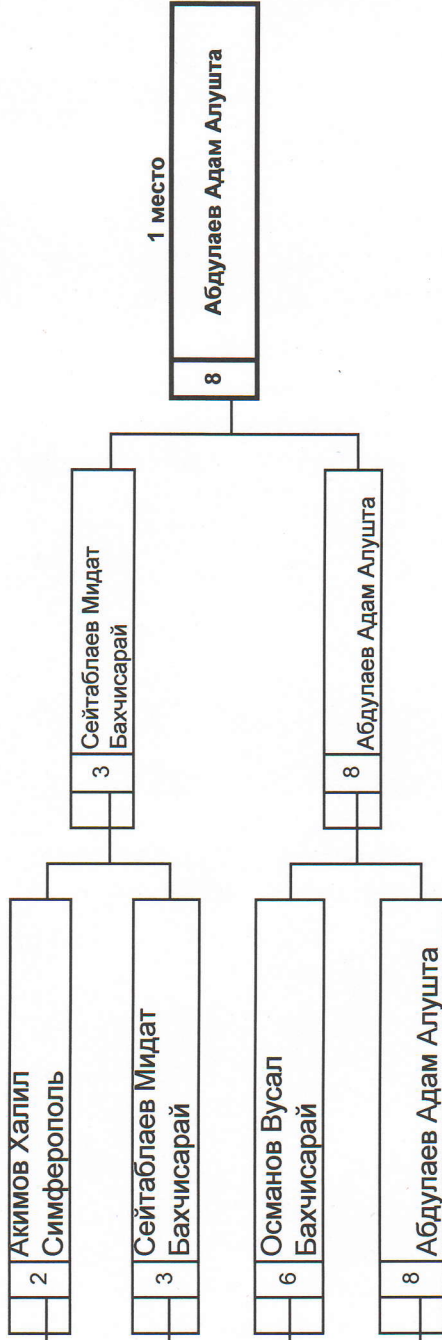 2
Акимов Халил
Симферополь
3
Сейтаблаев Мидат
Бахчисарай
6
Османов Вусал
Бахчисарай
8
Абдулаев Адам Алушта
3
Сейтаблаев Мидат
Бахчисарай
8
Абдулаев Адам Алушта
1 место
8
Абдулаев Адам Алушта